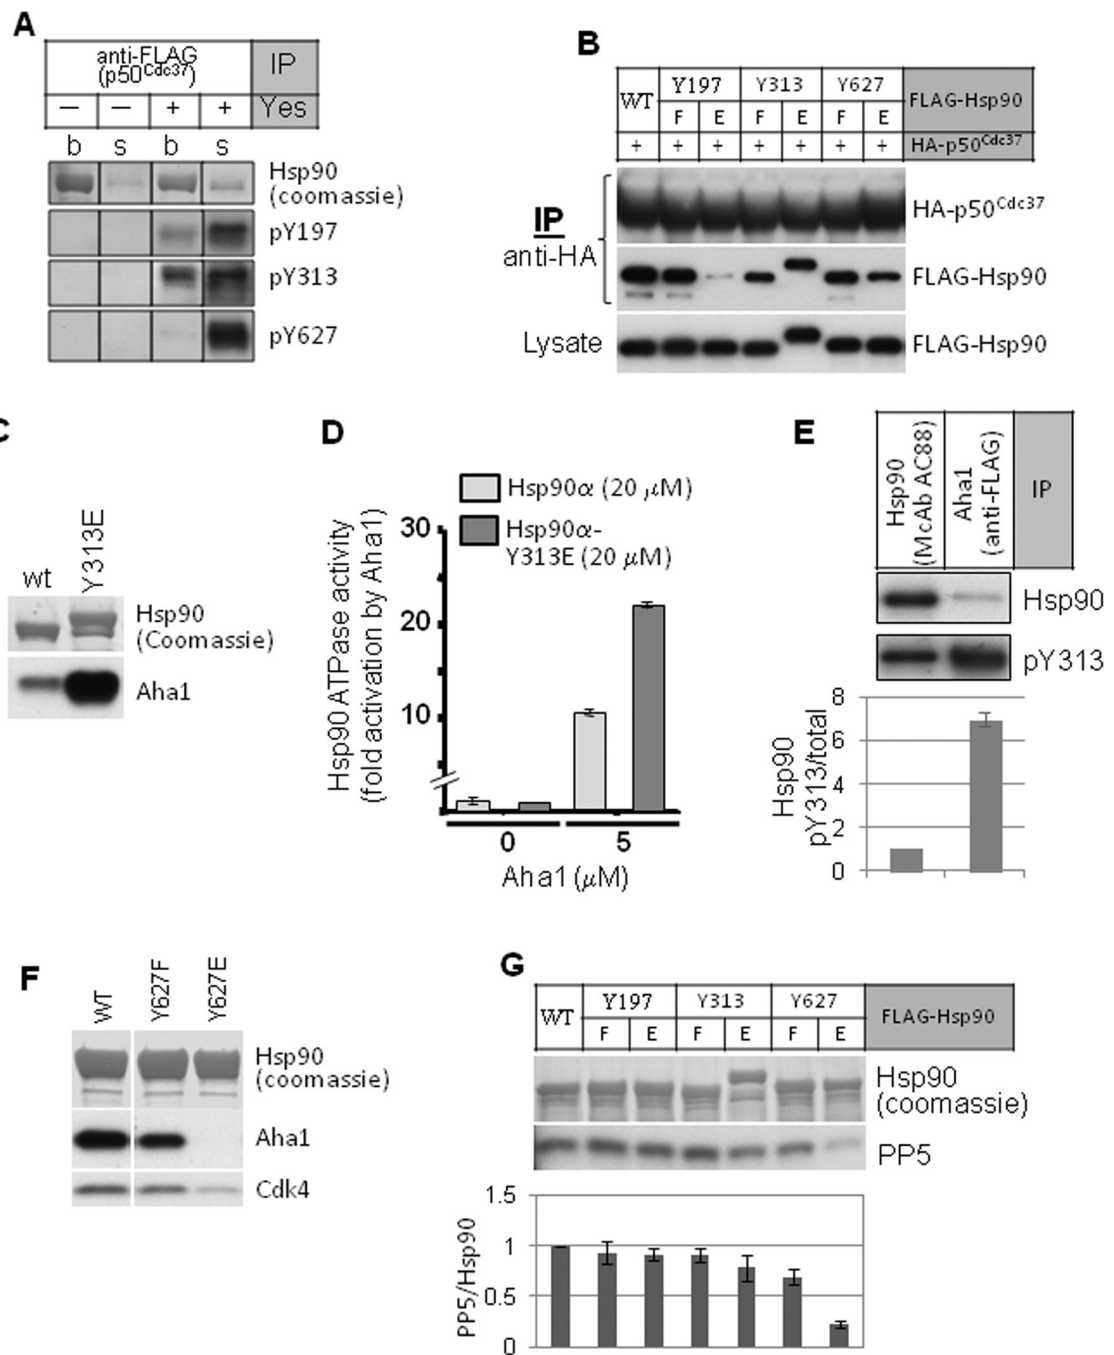 A
anti-FLAG
(p50Cdc37)
IP
— — + + Yes
b s b s
Hsp90
(coomassie)
pY197
pY313
pY627
B
WT Y197 Y313 Y627 FLAG-Hsp90
F E F E F E
+ + + + + + + HA-p50Cdc37
IP
anti-HA
HA-p50Cdc37
FLAG-Hsp90
Lysate
FLAG-Hsp90
C
wt Y313E
Hsp90
(Coomassie)
Aha1
D
Hsp90α (20 μM)
Hsp90α-
Y313E (20 μM)
Hsp90 ATPase activity
(fold activation by Aha1)
30
20
10
0 5
Aha1 (μM)
E
Hsp90
(McAb AC88)
Aha1
(anti-FLAG)
IP
Hsp90
pY313
Hsp90
pY313/total
8
6
4
2
0
F
WT Y627F Y627E
Hsp90
(coomassie)
Aha1
Cdk4
G
WT Y197 Y313 Y627 FLAG-Hsp90
F E F E F E
Hsp90
(coomassie)
PP5
PP5/Hsp90
1.5
1
0.5
0